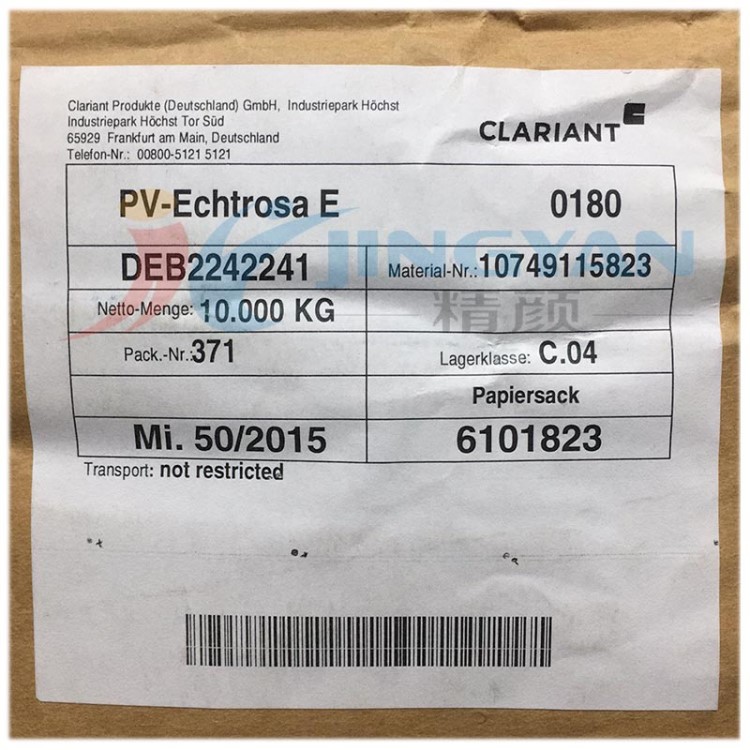 Clariant Produkte (Deutschland) GmbH, Industriepark Höchst
Industriepark Höchst Tor Süd
65929 Frankfurt am Main, Deutschland
Telefon-Nr.: 00800-5121 5121
CLARIANT
PV-Echtrosa E 0180
DEB2242241 Material-Nr.:10749115823
JINGYAN
精颜
Netto-Menge: 10.000 KG
Pack.-Nr.:371 Lagerklasse: C.04
Papiersack
Mi. 50/2015 6101823
Transport: not restricted